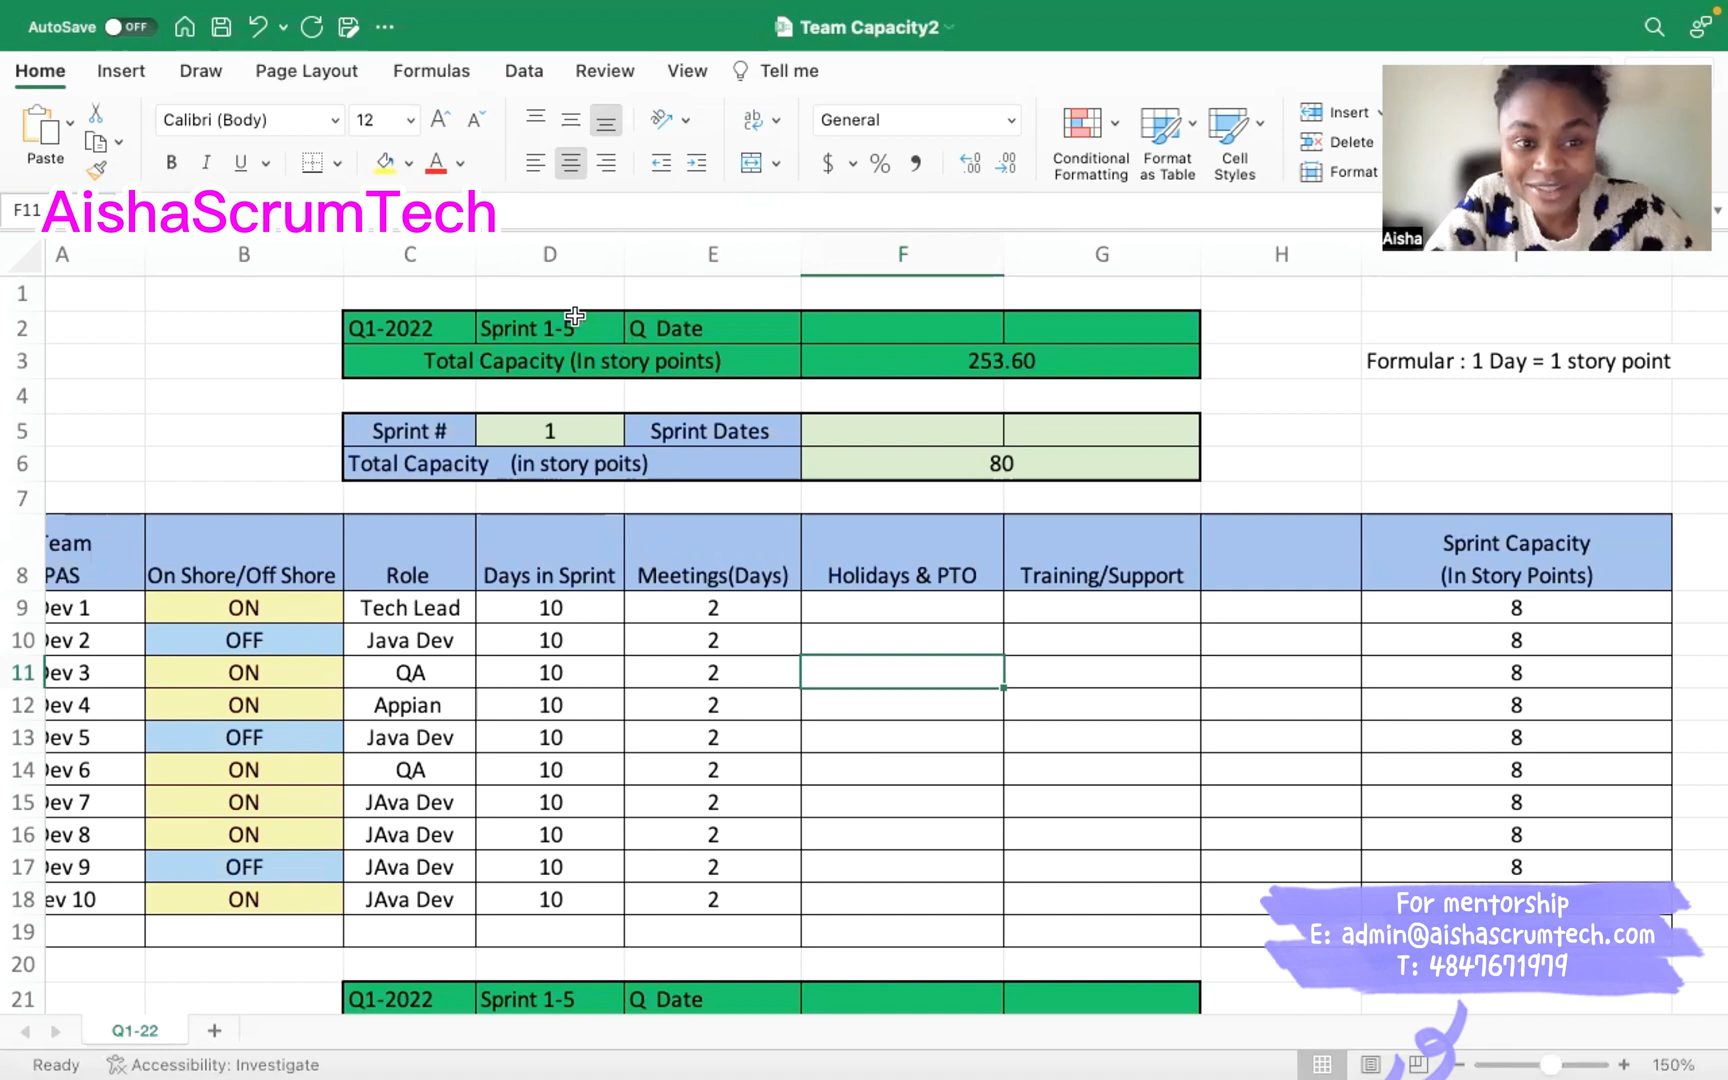 AutoSave OFF Team Capacity2
Home Insert Draw Page Layout Formulas Data Review View Tell me
Calibri (Body) 12 General Insert
Paste Conditional Formatting Format as Table Cell Styles Delete
B I U $ % Format
F11 AishaScrumTech Aisha
A B C D E F G H
1
2 Q1-2022 Sprint 1-5 Q Date
3 Total Capacity (In story points) 253.60 Formular : 1 Day = 1 story point
4
5 Sprint # 1 Sprint Dates
6 Total Capacity (in story poits) 80
7
eam Sprint Capacity
8 PAS On Shore/Off Shore Role Days in Sprint Meetings(Days) Holidays & PTO Training/Support (In Story Points)
9 Dev 1 ON Tech Lead 10 2 8
10 Dev 2 OFF Java Dev 10 2 8
11 Dev 3 ON QA 10 2 8
12 Dev 4 ON Appian 10 2 8
13 Dev 5 OFF Java Dev 10 2 8
14 Dev 6 ON QA 10 2 8
15 Dev 7 ON JAva Dev 10 2 8
16 Dev 8 ON JAva Dev 10 2 8
17 Dev 9 OFF JAva Dev 10 2 8
18 ev 10 ON JAva Dev 10 2
19
20
21 Q1-2022 Sprint 1-5 Q Date
For mentorship
E: admin@aishascrumtech.com
T: 4847671979
Q1-22
Ready Accessibility: Investigate 150%